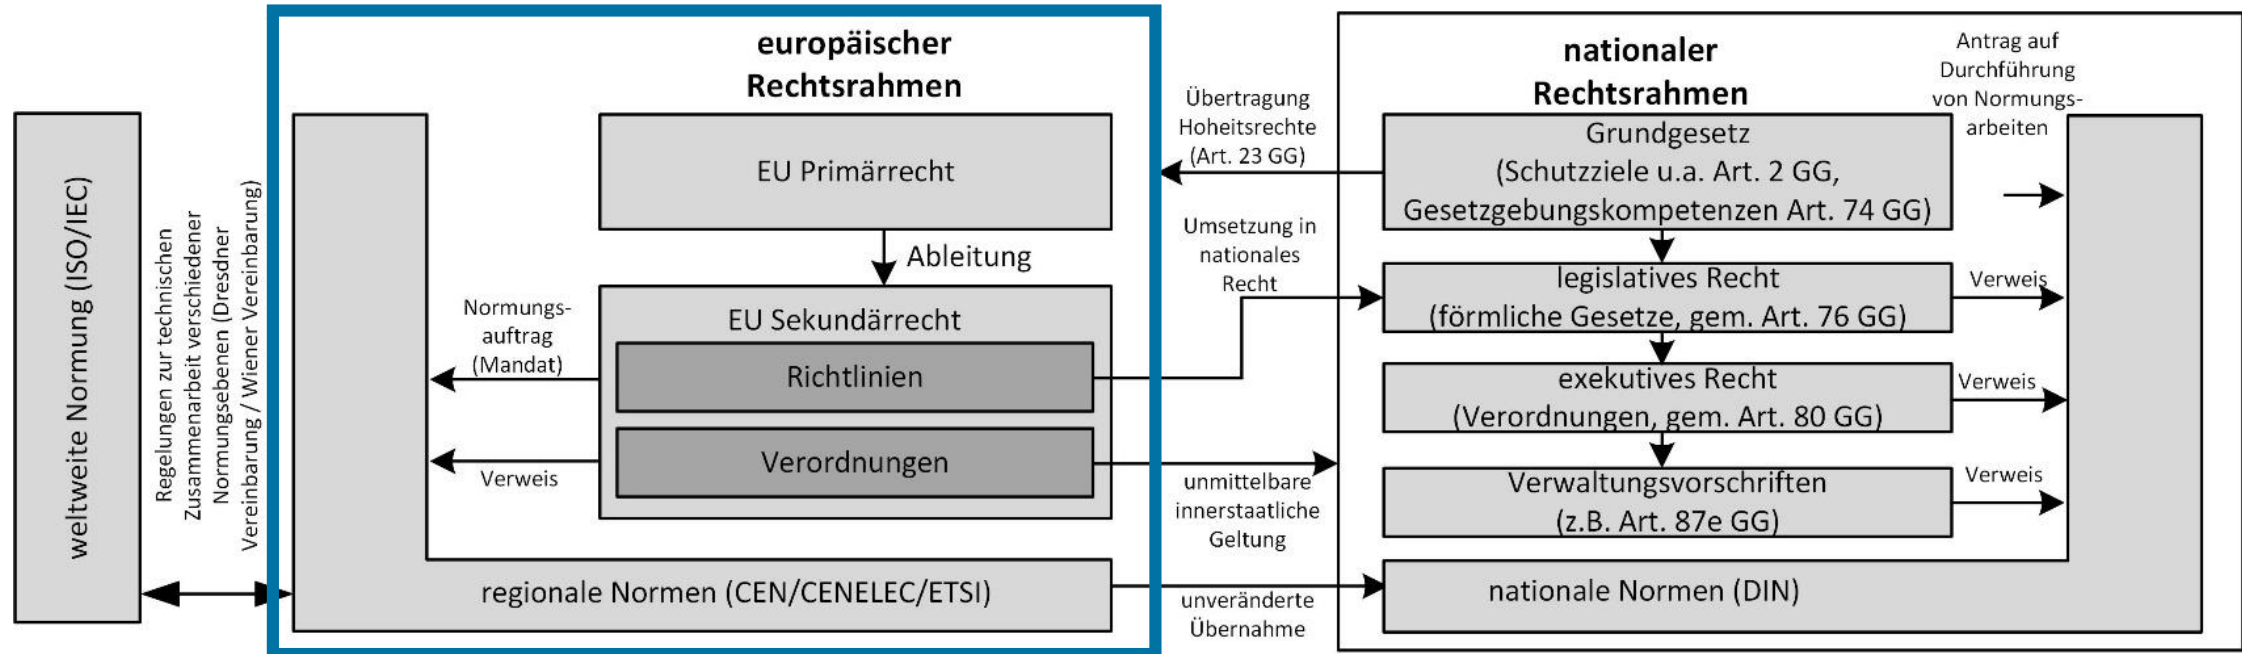 weltweite Normung (ISO/IEC)
Regelungen zur technischen
Zusammenarbeit verschiedener
Normungsebenen (Dresdner
Vereinbarung / Wiener Vereinbarung)
europäischer
Rechtsrahmen
EU Primärrecht
Ableitung
EU Sekundärrecht
Richtlinien
Verordnungen
Normungs-
auftrag
(Mandat)
Verweis
regionale Normen (CEN/CENELEC/ETSI)
Übertragung
Hoheitsrechte
(Art. 23 GG)
Umsetzung in
nationales
Recht
unmittelbare
innerstaatliche
Geltung
unveränderte
Übernahme
nationaler
Rechtsrahmen
Grundgesetz
(Schutzziele u.a. Art. 2 GG,
Gesetzgebungskompetenzen Art. 74 GG)
legislatives Recht
(förmliche Gesetze, gem. Art. 76 GG)
exekutives Recht
(Verordnungen, gem. Art. 80 GG)
Verwaltungsvorschriften
(z.B. Art. 87e GG)
nationale Normen (DIN)
Antrag auf
Durchführung
von Normungs-
arbeiten
Verweis
Verweis
Verweis